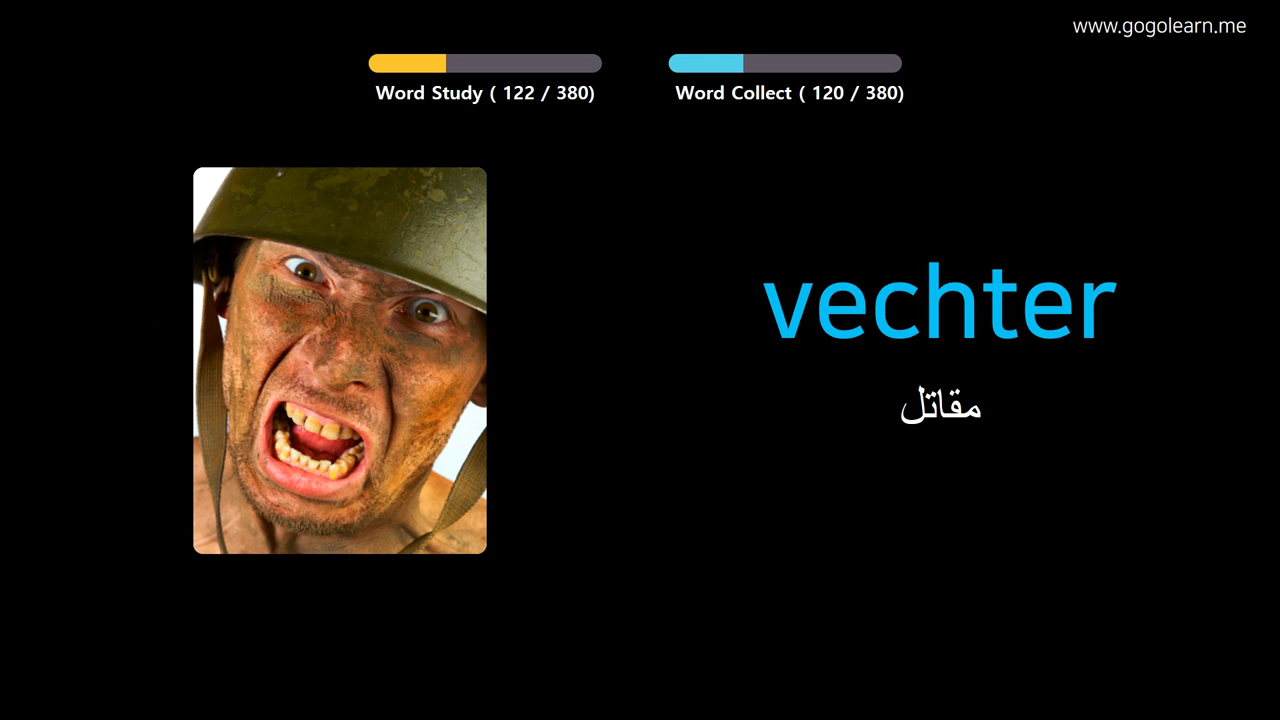 www.gogolearn.me
Word Study ( 122 / 380)
Word Collect ( 120 / 380)
vechter
مقاتل